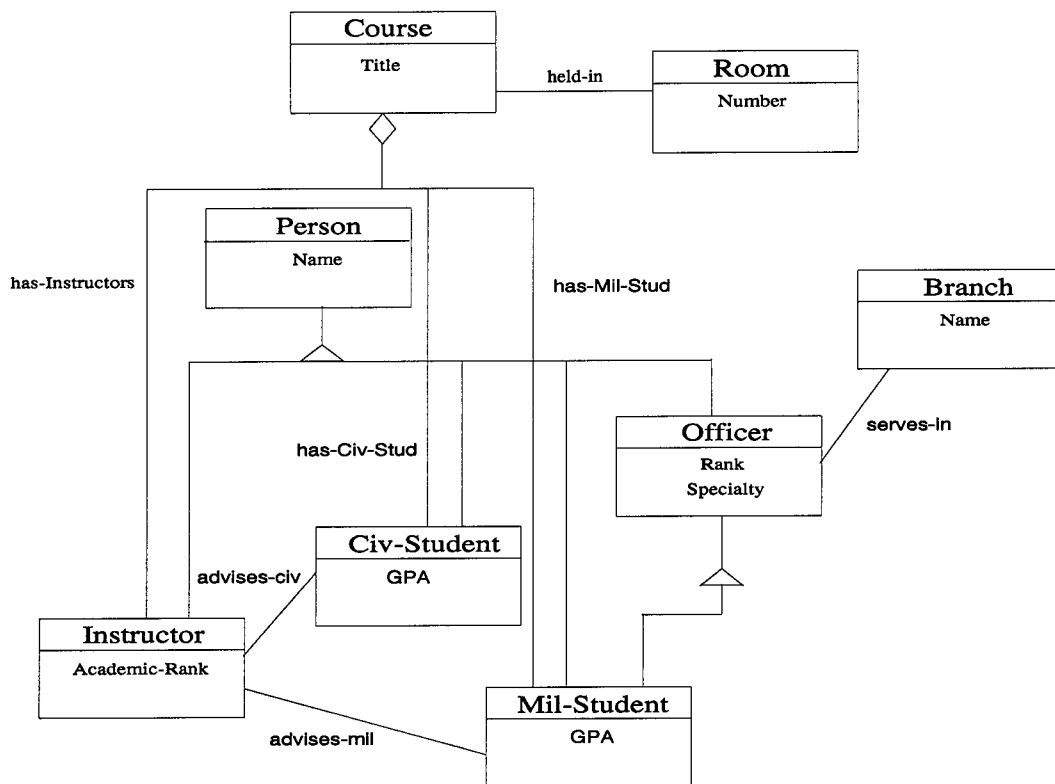 Course
Title
held-in
Room
Number
Person
Name
has-Instructors
has-Mil-Stud
Branch
Name
has-Civ-Stud
Officer
Rank
Specialty
serves-in
Civ-Student
GPA
advises-civ
Instructor
Academic-Rank
Mil-Student
GPA
advises-mil